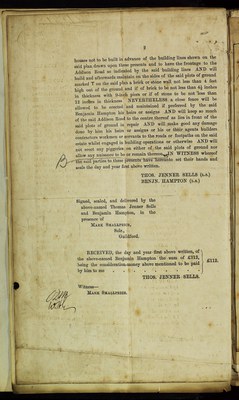 3
houses not to be built in advance of the building lines shewn on the
said plan drawn upon these presents and to have the frontage to the
Addison Road as indicated by the said building lines AND will
build and afterwards maintain on the sides of the said plots of ground
marked T on the said plan a brick or stone wall not less than 4 feet
high out of the ground and if of brick to be not less than 4½ inches
in thickness with 9-inch piers or if of stone to be not less than
12 inches in thickness NEVERTHELESS a close fence will be
allowed to be erected and maintained if preferred by the said
Benjamin Hampton his heirs or assigns AND will keep so much
of the said Addison Road to the centre thereof as lies in front of the
said plots of ground in repair AND will make good any damage
done by him his heirs or assigns or his or their agents builders
contractors workmen or servants to the roads or footpaths on the said
estate whilst engaged in building operations or otherwise AND will
not erect any pigsties on either of the said plots of ground nor
allow any nuisance to be or remain thereon IN WITNESS whereof
the said parties to these presents have hereunto set their hands and
seals the day and year first above written.
THOS. JENNER SELLS (L.S.)
BENJN. HAMPTON (L.S.)
Signed, sealed, and delivered by the
above-named Thomas Jenner Sells
and Benjamin Hampton, in the
presence of
MARK SMALLPEICE,
Solr.,
Guildford.
RECEIVED, the day and year first above written, of
the above-named Benjamin Hampton the sum of £312,
being the consideration-money above mentioned to be paid
by him to me
£312.
THOS. JENNER SELLS.
Witness—
MARK SMALLPEICE.